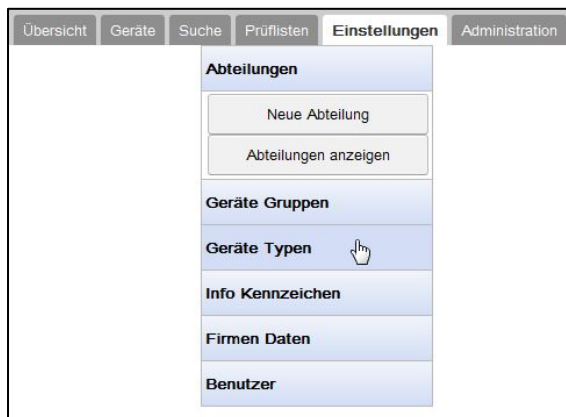 Übersicht Geräte Suche Prüflisten Einstellungen Administration
Abteilungen
Neue Abteilung
Abteilungen anzeigen
Geräte Gruppen
Geräte Typen
Info Kennzeichen
Firmen Daten
Benutzer